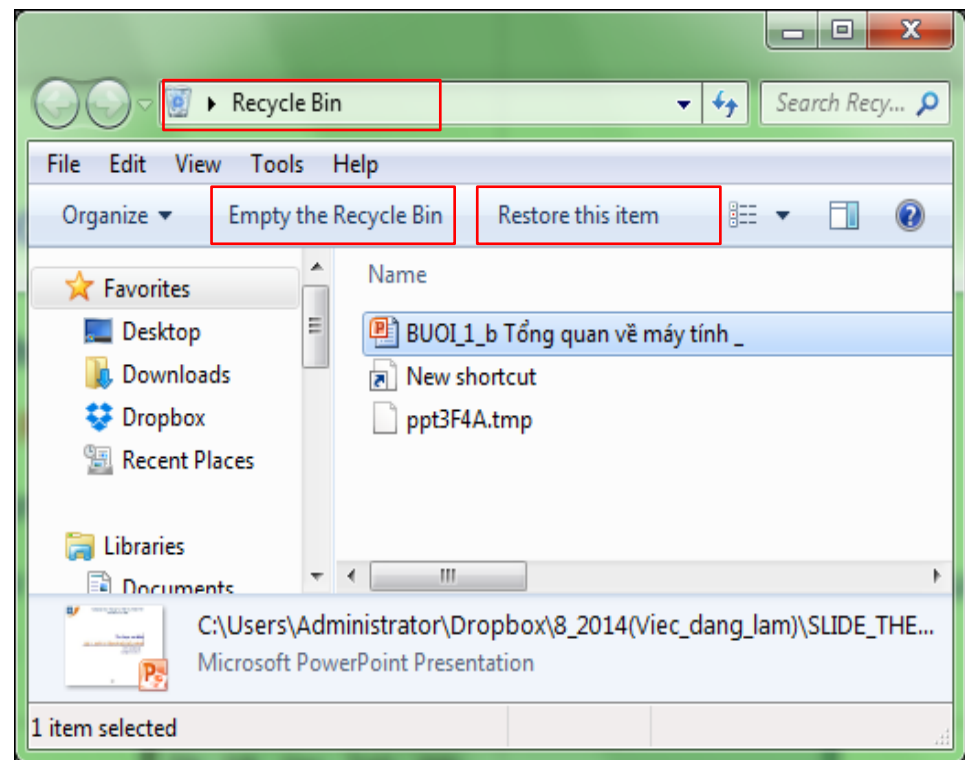 Recycle Bin
Search Recy...
File Edit View Tools Help
Organize Empty the Recycle Bin Restore this item
Favorites
Desktop
Downloads
Dropbox
Recent Places
Libraries
Documents
Name
BUOI_1_b Tổng quan về máy tính _
New shortcut
ppt3F4A.tmp
C:\Users\Administrator\Dropbox\8_2014(Viec_dang_lam)\SLIDE_THE...
Microsoft PowerPoint Presentation
1 item selected